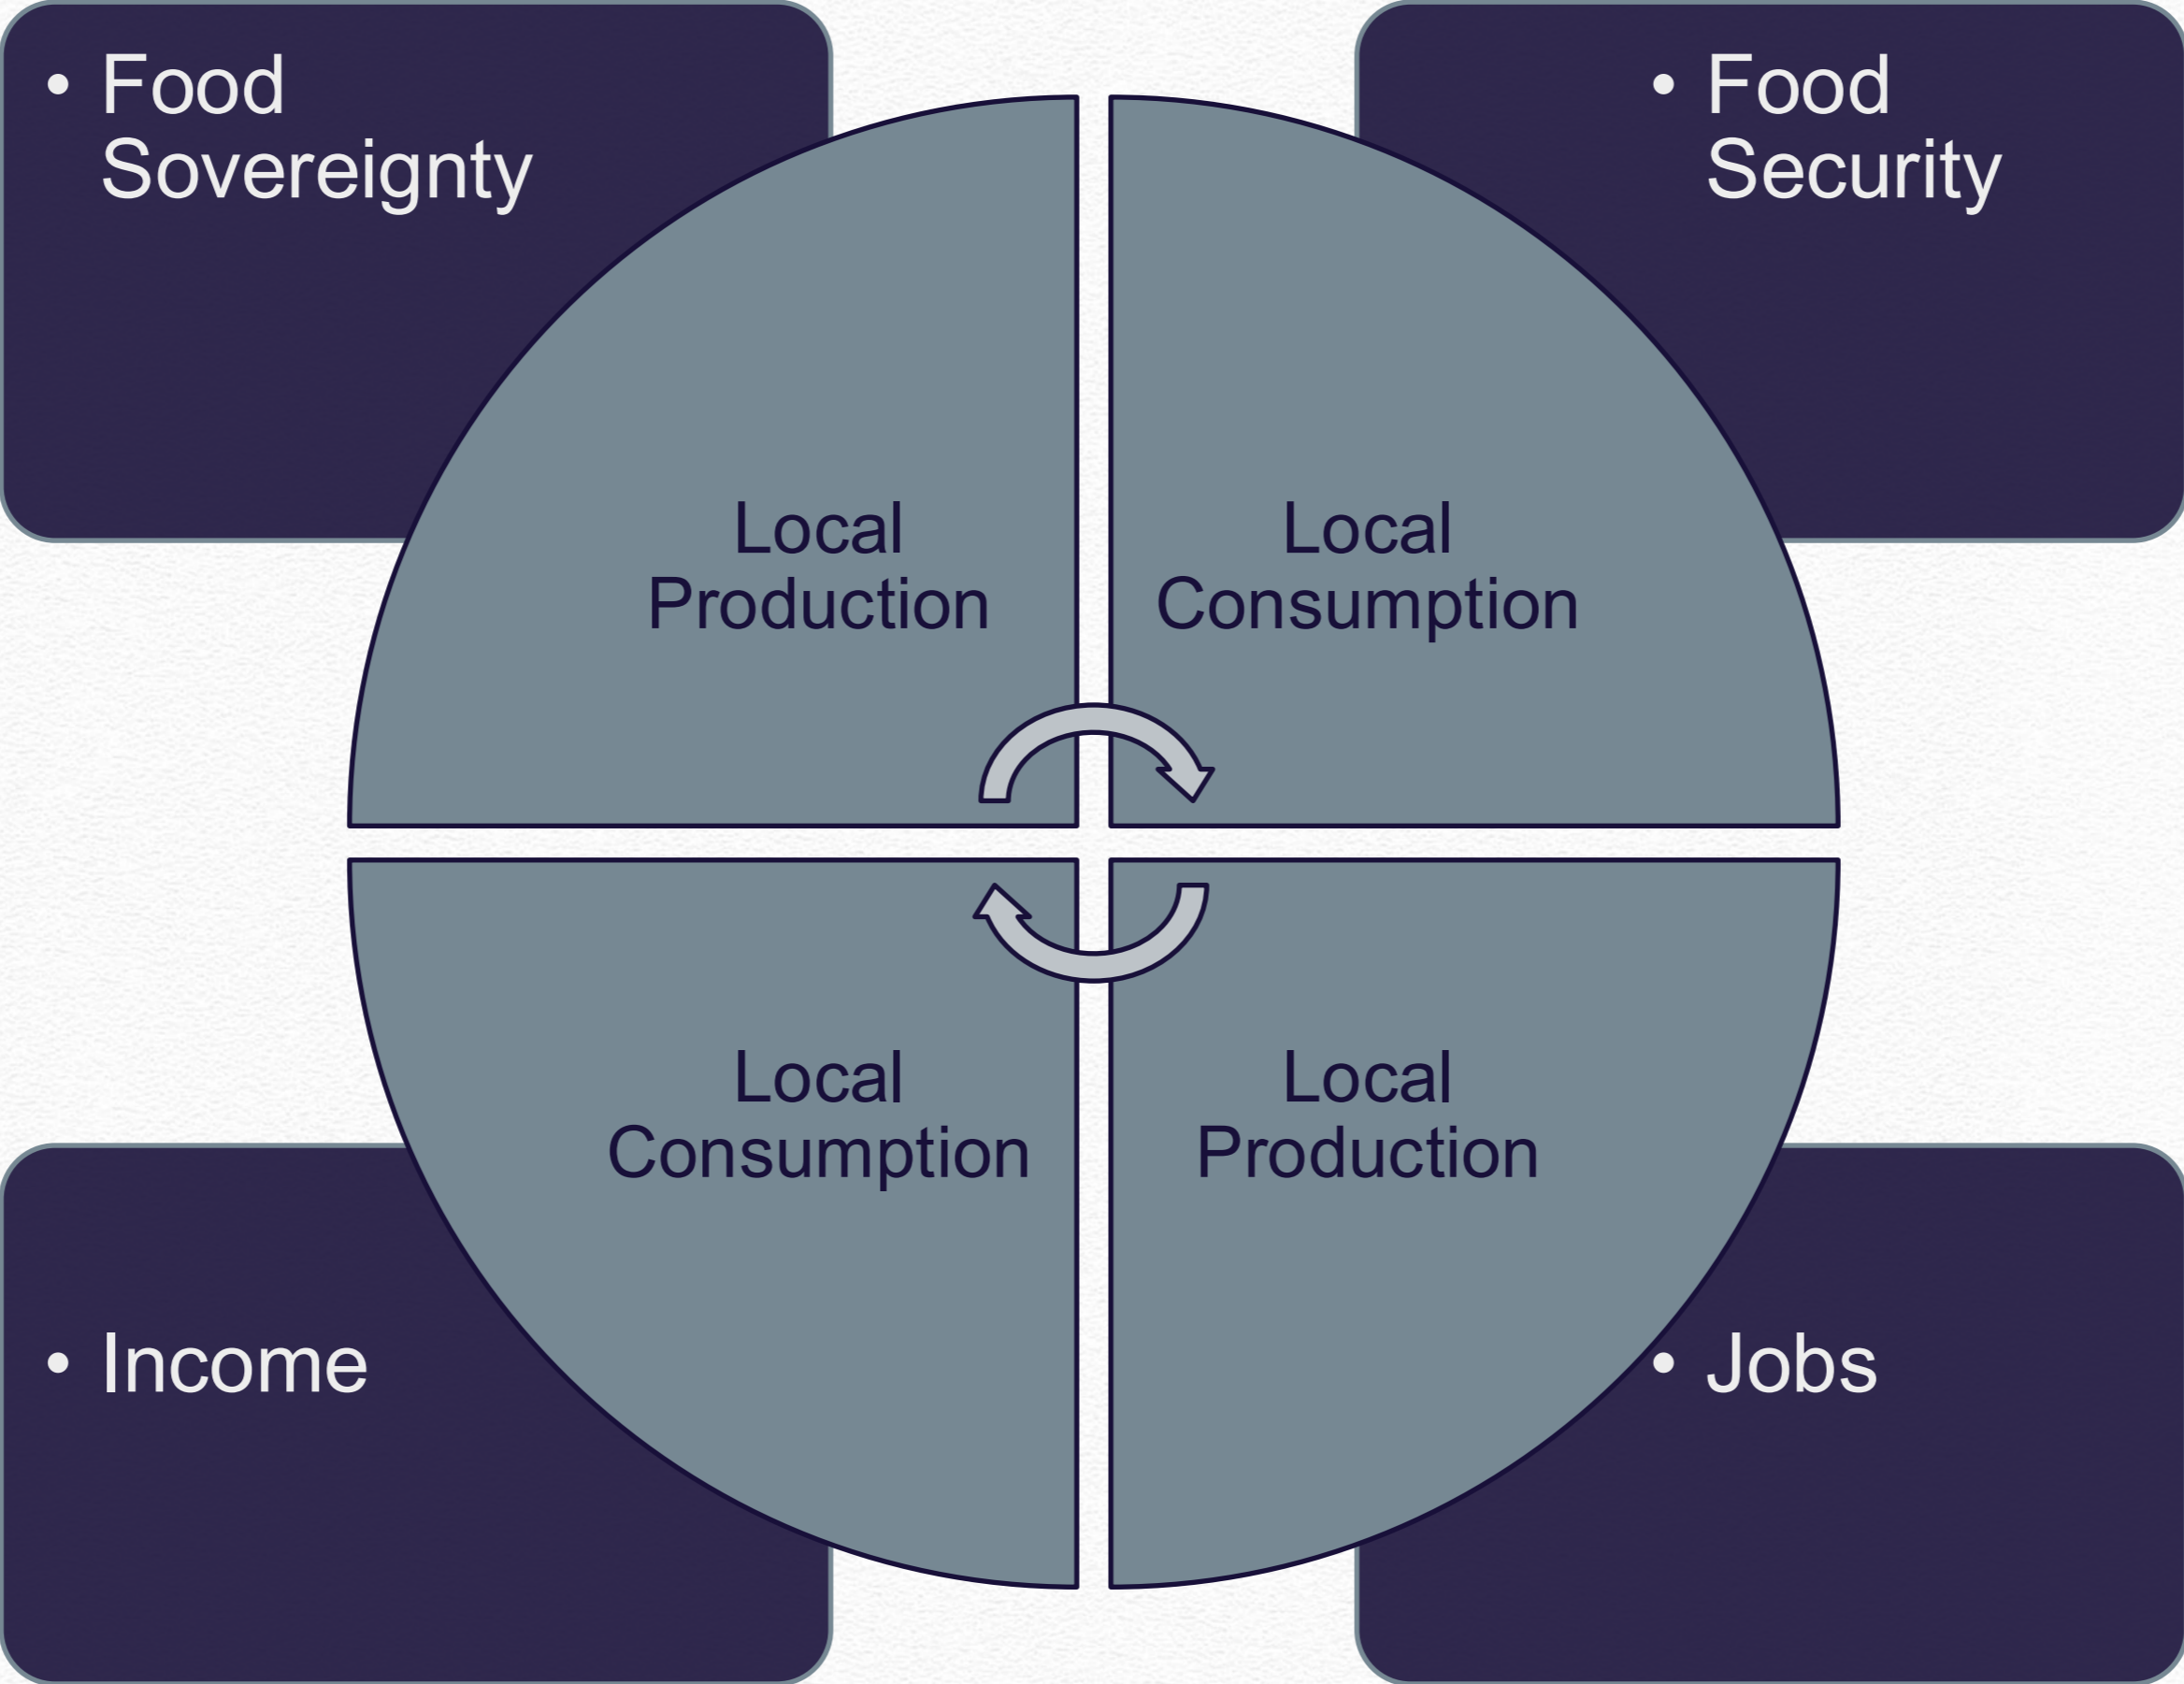 • Food
Sovereignty
• Food
Security
Local
Production
Local
Consumption
Local
Consumption
Local
Production
• Income
• Jobs